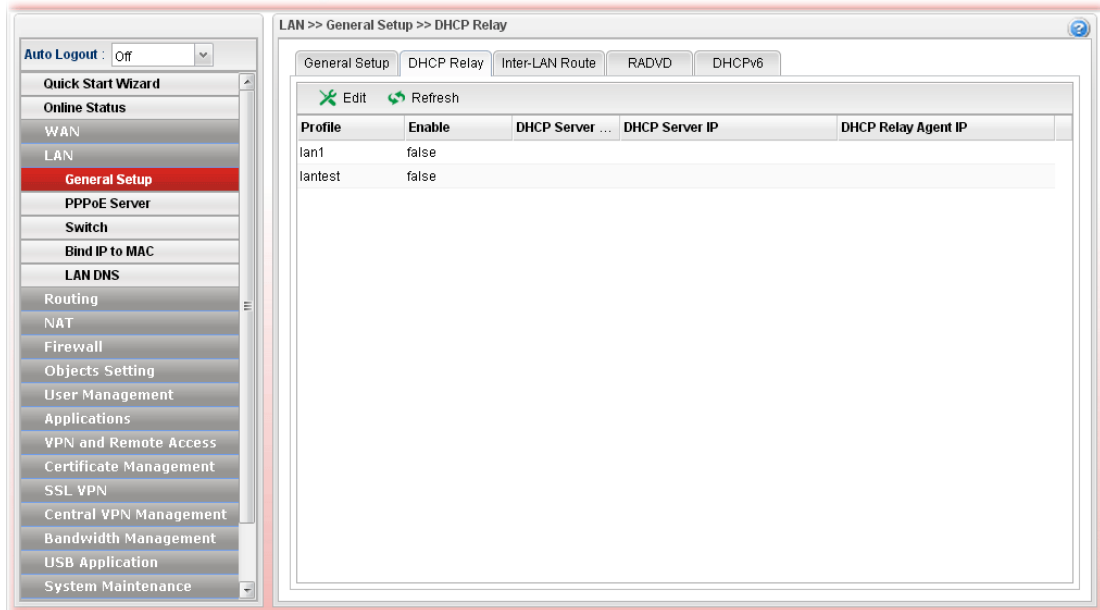 LAN >> General Setup >> DHCP Relay
Auto Logout : Off
Quick Start Wizard
Online Status
WAN
LAN
General Setup
PPPoE Server
Switch
Bind IP to MAC
LAN DNS
Routing
NAT
Firewall
Objects Setting
User Management
Applications
VPN and Remote Access
Certificate Management
SSL VPN
Central VPN Management
Bandwidth Management
USB Application
System Maintenance
General Setup DHCP Relay Inter-LAN Route RADVD DHCPv6
Edit Refresh
Profile Enable DHCP Server ... DHCP Server IP DHCP Relay Agent IP
lan1 false
lantest false